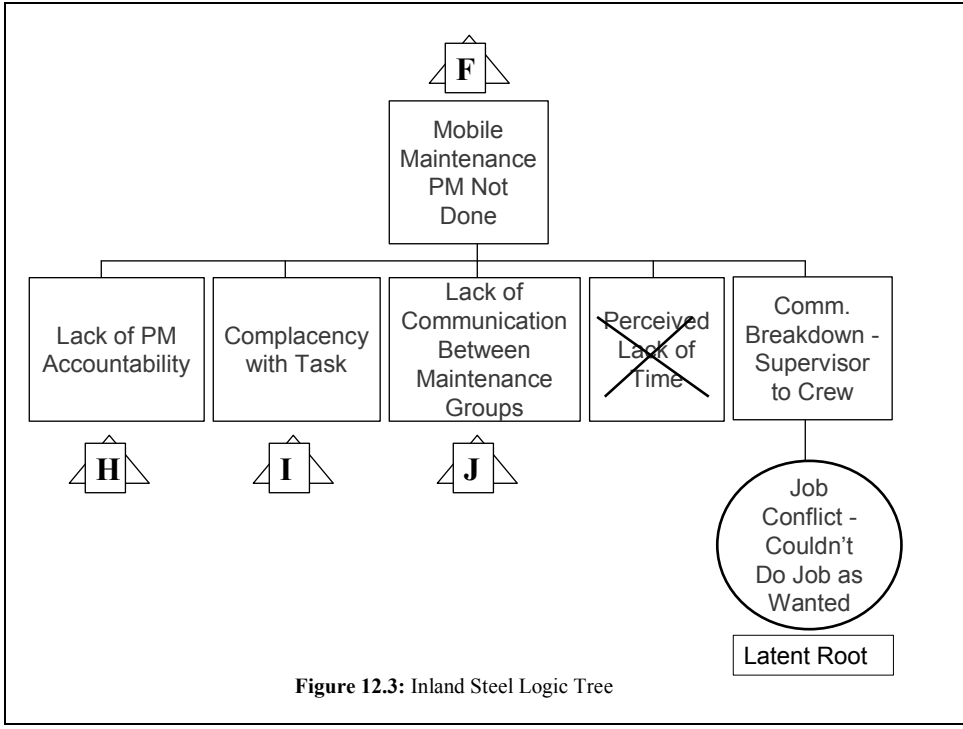 F
Mobile
Maintenance
PM Not
Done
Lack of PM
Accountability
Complacency
with Task
Lack of
Communication
Between
Maintenance
Groups
Perceived
Lack of
Time
Comm.
Breakdown -
Supervisor
to Crew
H
I
J
Job
Conflict -
Couldn't
Do Job as
Wanted
Latent Root
Figure 12.3: Inland Steel Logic Tree